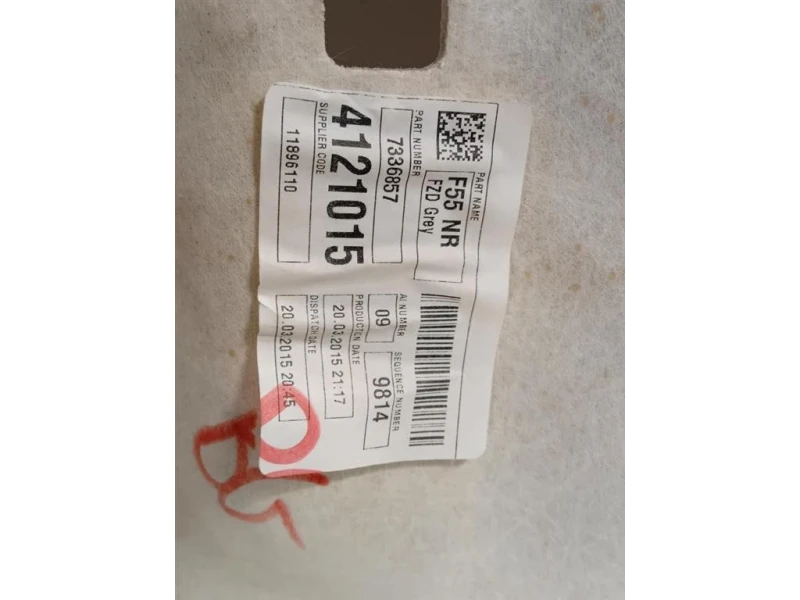 PART NAME
F55 NR
FZD Grey
PART NUMBER
7336857
4121015
SUPPLIER CODE
11896110
AI NUMBER
09
SEQUENCE NUMBER
9814
PRODUCTION DATE
20.03.2015 21:17
DISPATCH DATE
20.03.2015 20:45